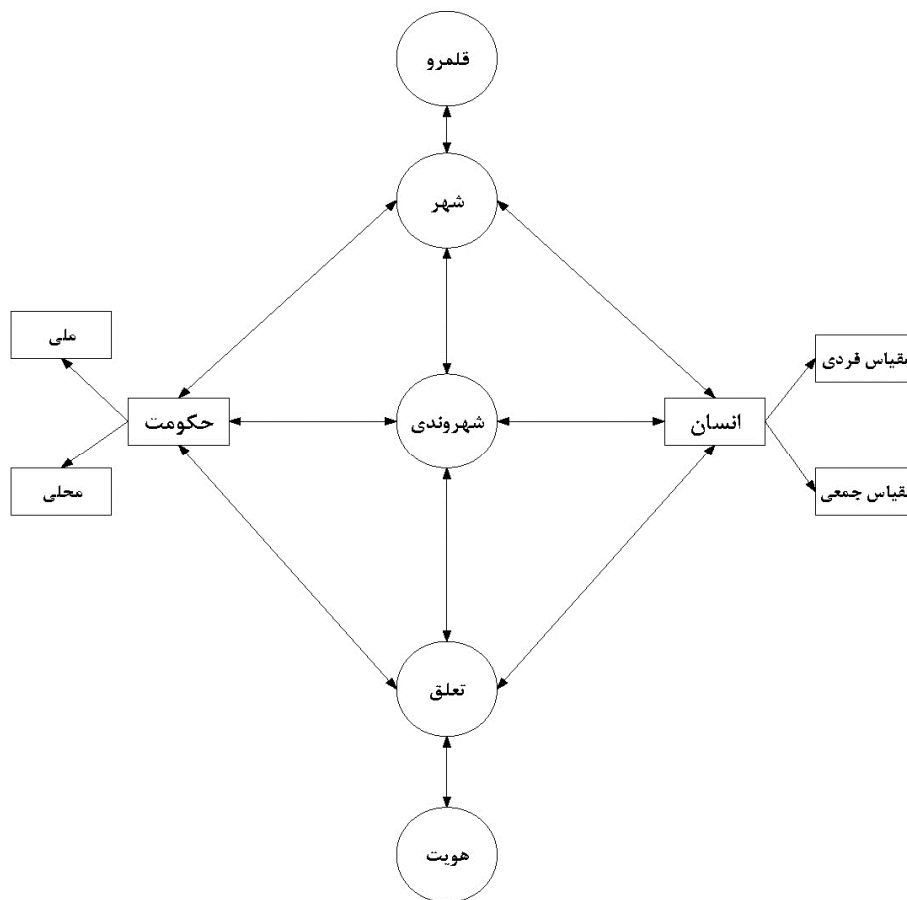 قلمرو
شهر
ملی
مقیاس فردی
حکومت
شهروندی
انسان
محلی
مقیاس جمعی
تعلق
هویت